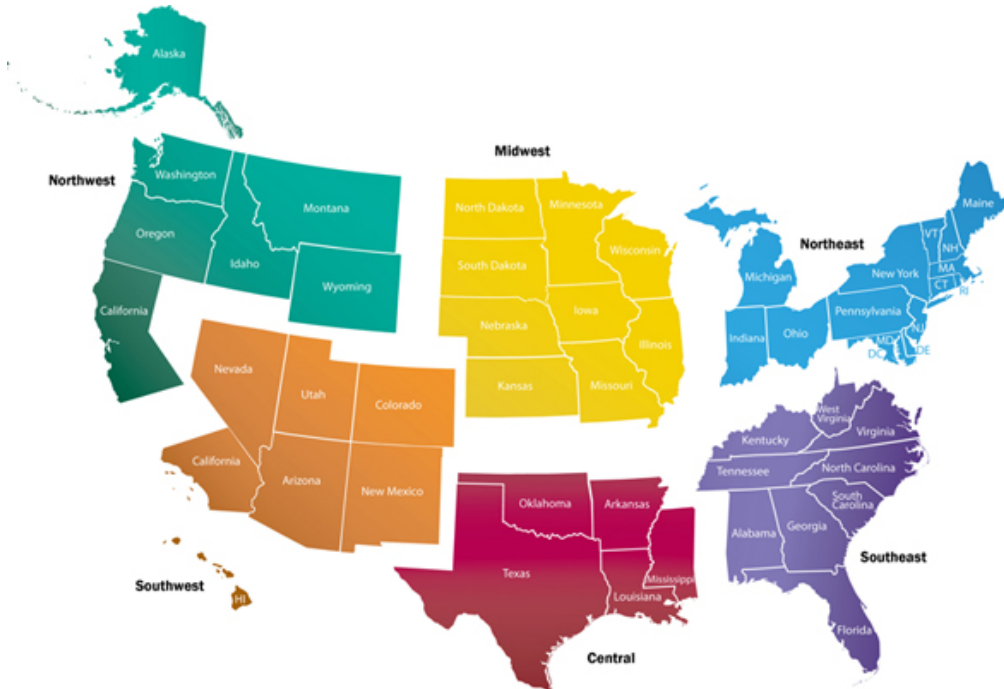 Alaska
Northwest
Washington
Montana
Oregon
Idaho
Wyoming
California
Midwest
North Dakota
Minnesota
Wisconsin
South Dakota
Nebraska
Iowa
Illinois
Kansas
Missouri
Northeast
Maine
VT
NH
Michigan
New York
MA
CT
RI
Pennsylvania
Indiana
Ohio
NJ
MD
DC
DE
Nevada
Utah
Colorado
California
Arizona
New Mexico
Southwest
HI
Oklahoma
Arkansas
Texas
Mississippi
Louisiana
Central
West
Virginia
Kentucky
Virginia
Tennessee
North Carolina
South
Carolina
Alabama
Georgia
Southeast
Florida